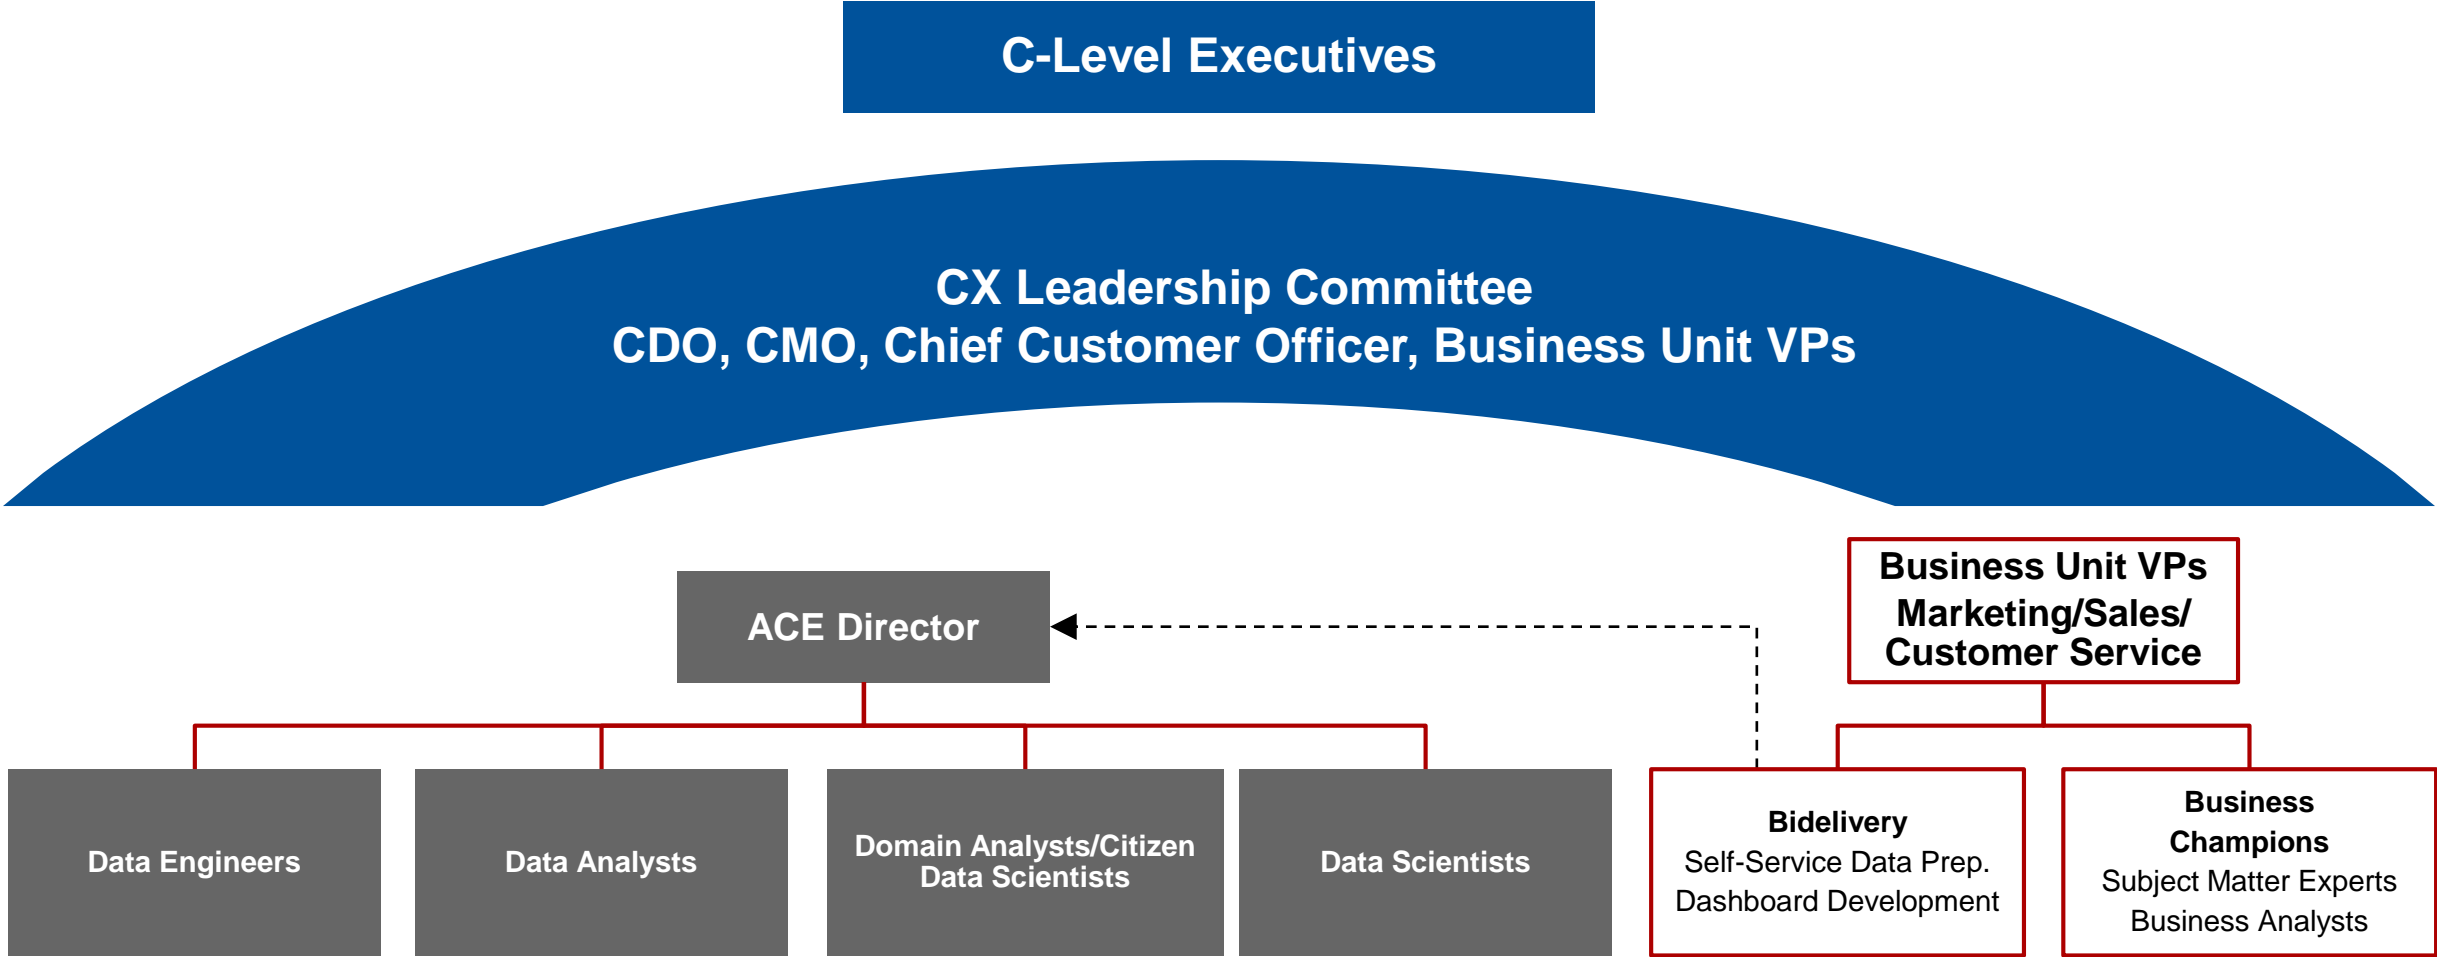 C-Level Executives
CX Leadership Committee
CDO, CMO, Chief Customer Officer, Business Unit VPs
ACE Director
Business Unit VPs
Marketing/Sales/
Customer Service
Data Engineers
Data Analysts
Domain Analysts/Citizen
Data Scientists
Data Scientists
Bidelivery
Self-Service Data Prep.
Dashboard Development
Business
Champions
Subject Matter Experts
Business Analysts